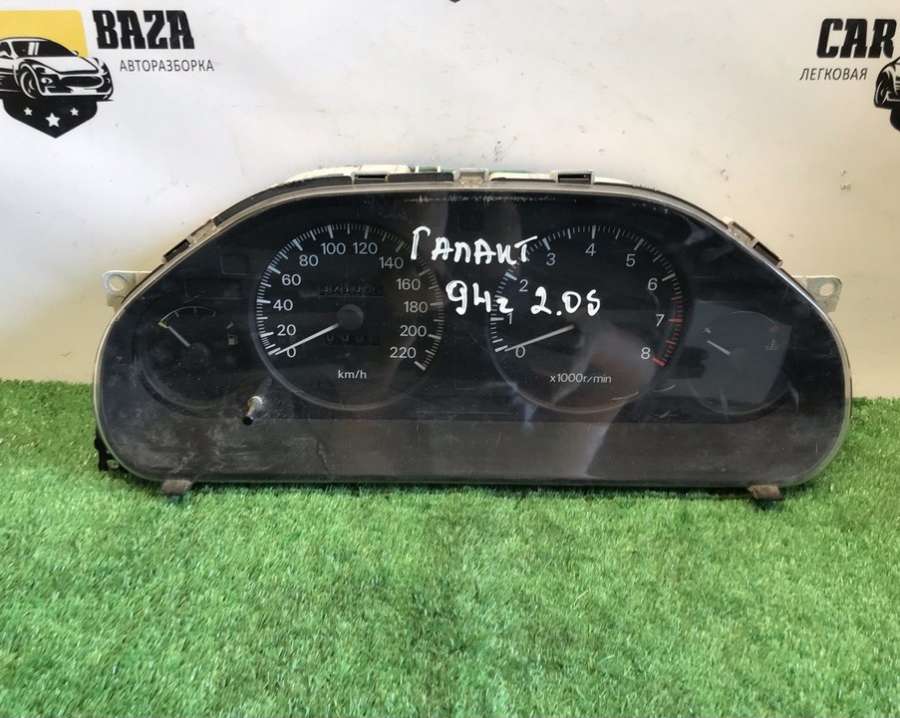 BAZA
АВТОРАЗБОРКА
CAR
ЛЕГКОВАЯ
ГАЛАНТ
94г 2.0б
0 20 40 60 80 100 120 140 160 180 200 220
km/h
0 1 2 3 4 5 6 7 8
x1000r/min